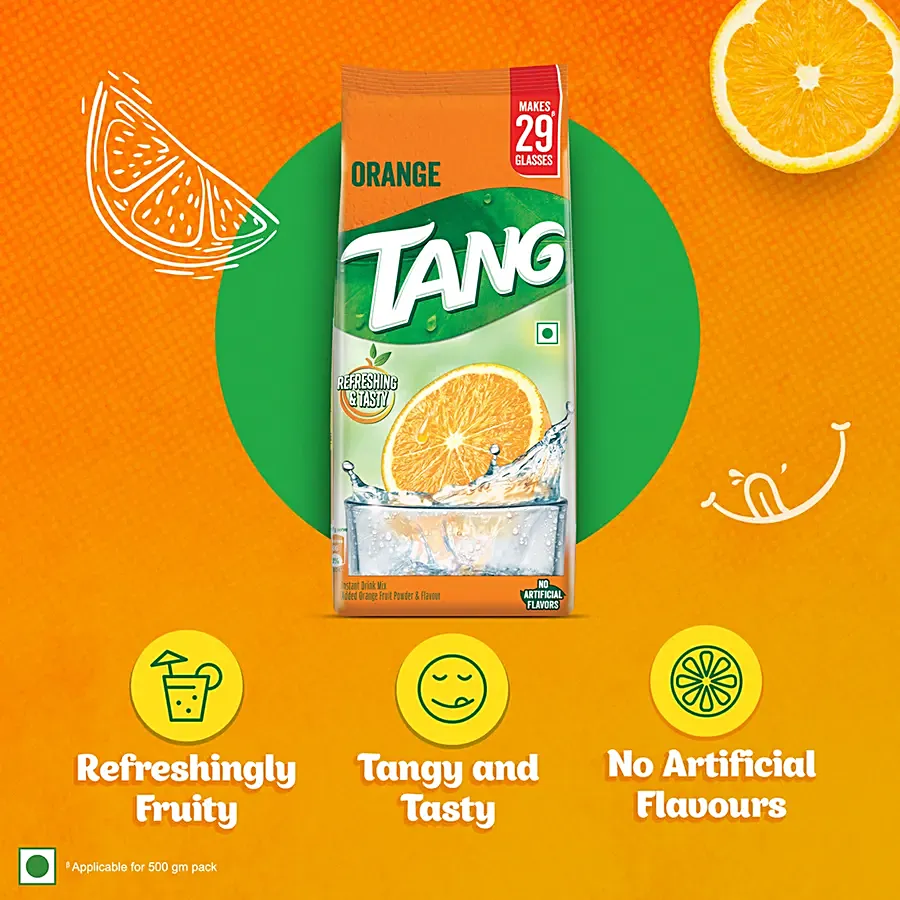 MAKES
29β
GLASSES
ORANGE
TANG
REFRESHING
& TASTY
Instant Drink Mix
Added Orange Fruit Powder & Flavour
NO
ARTIFICIAL
FLAVORS
Refreshingly
Fruity
Tangy and
Tasty
No Artificial
Flavours
β Applicable for 500 gm pack